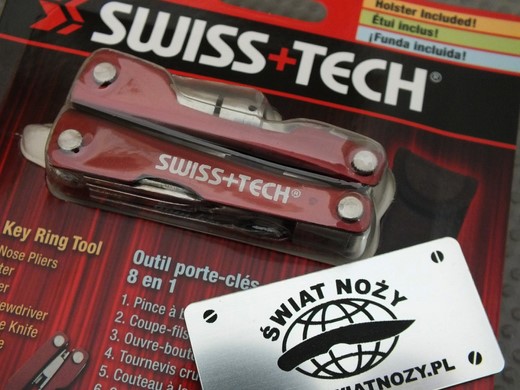 SWISS+TECH®
Holster Included!
Étui inclus!
¡Funda incluida!
SWISS+TECH®
Key Ring Tool
Nose Pliers
Knife
Outil porte-clés
8 en 1
1. Pince à
2. Coupe-fils
3. Ouvre-bout
4. Tournevis cru
5. Couteau à
ŚWIAT NOŻY
WIATNOZY.PL